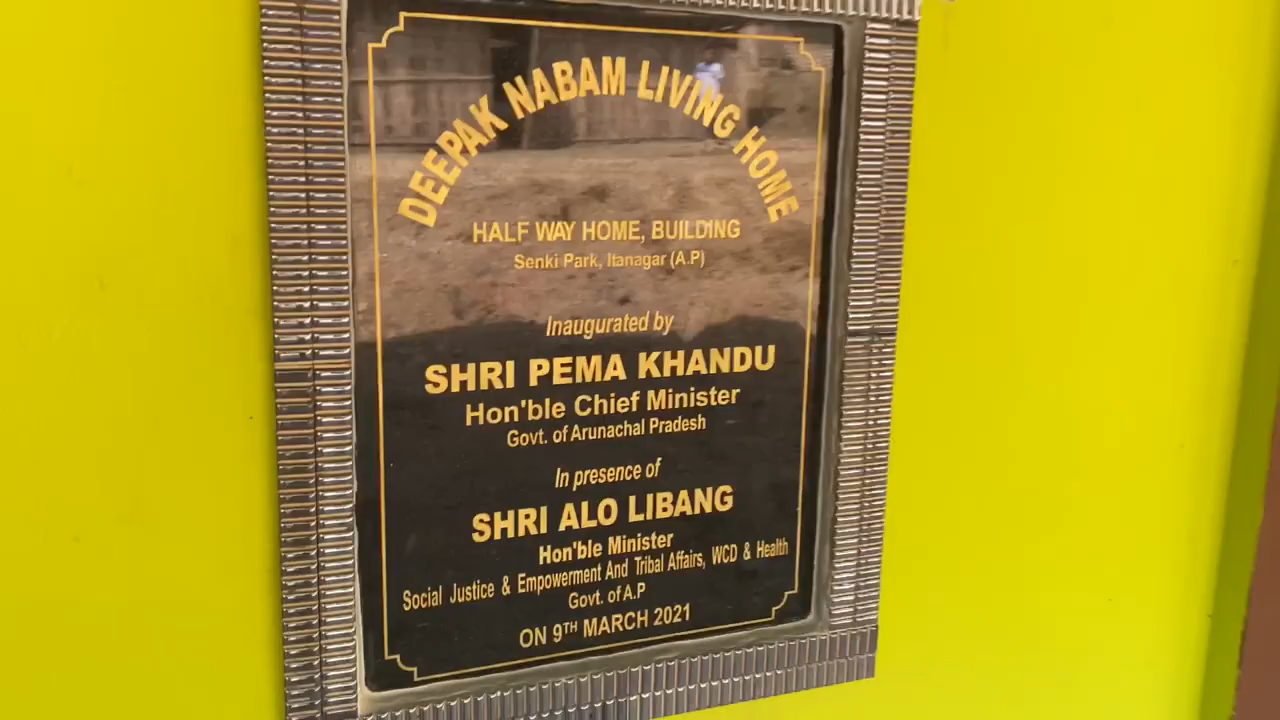 DEEPAK NABAM LIVING HOME
HALF WAY HOME, BUILDING
Senki Park, Itanagar (A.P)
Inaugurated by
SHRI PEMA KHANDU
Hon'ble Chief Minister
Govt. of Arunachal Pradesh
In presence of
SHRI ALO LIBANG
Hon'ble Minister
Social Justice & Empowerment And Tribal Affairs, WCD & Health
Govt. of A.P
ON 9TH MARCH 2021